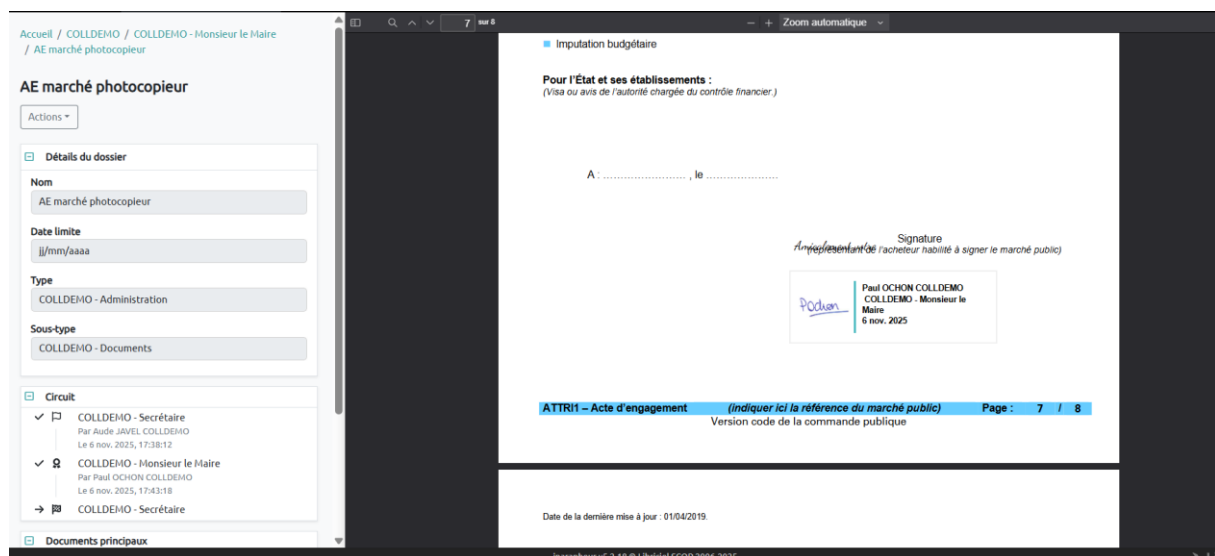 Accueil / COLLDEMO / COLLDEMO - Monsieur le Maire
/ AE marché photocopieur
AE marché photocopieur
Actions
Détails du dossier
Nom
AE marché photocopieur
Date limite
jj/mm/aaaa
Type
COLLDEMO - Administration
Sous-type
COLLDEMO - Documents
Circuit
COLLDEMO - Secrétaire
Par Aude JAVEL COLLDEMO
Le 6 nov. 2025, 17:38:12
COLLDEMO - Monsieur le Maire
Par Paul OCHON COLLDEMO
Le 6 nov. 2025, 17:43:18
COLLDEMO - Secrétaire
Documents principaux
7 sur 8
Zoom automatique
Imputation budgétaire
Pour l'État et ses établissements :
(Visa ou avis de l'autorité chargée du contrôle financier.)
A : …………………… , le …………………
Signature
(représentant de l'acheteur habilité à signer le marché public)
POchon
Paul OCHON COLLDEMO
COLLDEMO - Monsieur le
Maire
6 nov. 2025
ATTRI1 – Acte d'engagement (indiquer ici la référence du marché public) Page : 7 / 8
Version code de la commande publique
Date de la dernière mise à jour : 01/04/2019.